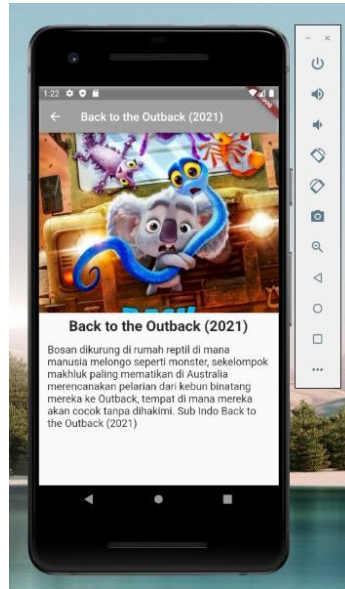 1:22
Back to the Outback (2021)
BACK
Back to the Outback (2021)
Bosan dikurung di rumah reptil di mana
manusia melongo seperti monster, sekelompok
makhluk paling mematikan di Australia
merencanakan pelarian dari kebun binatang
mereka ke Outback, tempat di mana mereka
akan cocok tanpa dihakimi. Sub Indo Back to
the Outback (2021)